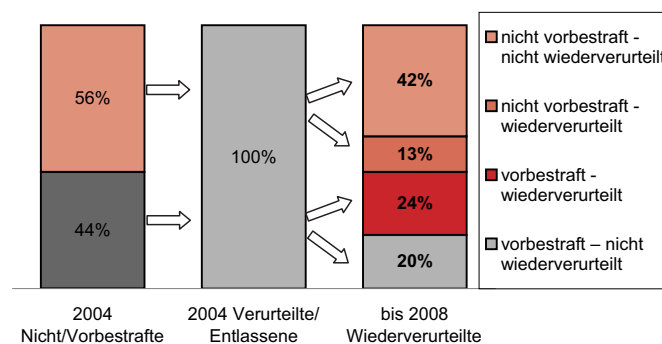 56%
44%
100%
42%
13%
24%
20%
2004
Nicht/Vorbestrafte
2004 Verurteilte/
Entlassene
bis 2008
Wiederverurteilte
nicht vorbestraft -
nicht wiederverurteilt
nicht vorbestraft -
wiederverurteilt
vorbestraft -
wiederverurteilt
vorbestraft – nicht
wiederverurteilt